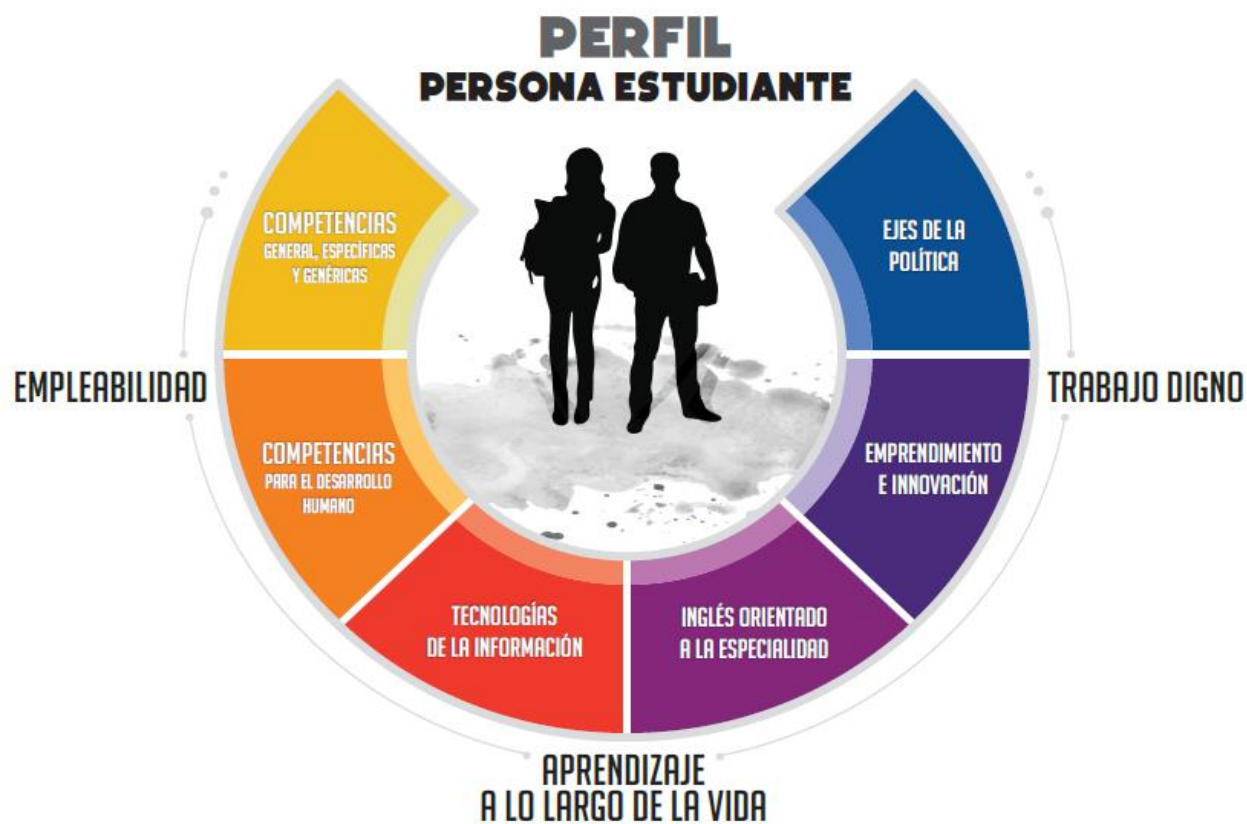 PERFIL
PERSONA ESTUDIANTE
COMPETENCIAS
GENERAL, ESPECÍFICAS
Y GENÉRICAS
EJES DE LA
POLÍTICA
EMPLEABILIDAD
TRABAJO DIGNO
COMPETENCIAS
PARA EL DESARROLLO
HUMANO
EMPRENDIMIENTO
E INNOVACIÓN
TECNOLOGÍAS
DE LA INFORMACIÓN
INGLÉS ORIENTADO
A LA ESPECIALIDAD
APRENDIZAJE
A LO LARGO DE LA VIDA